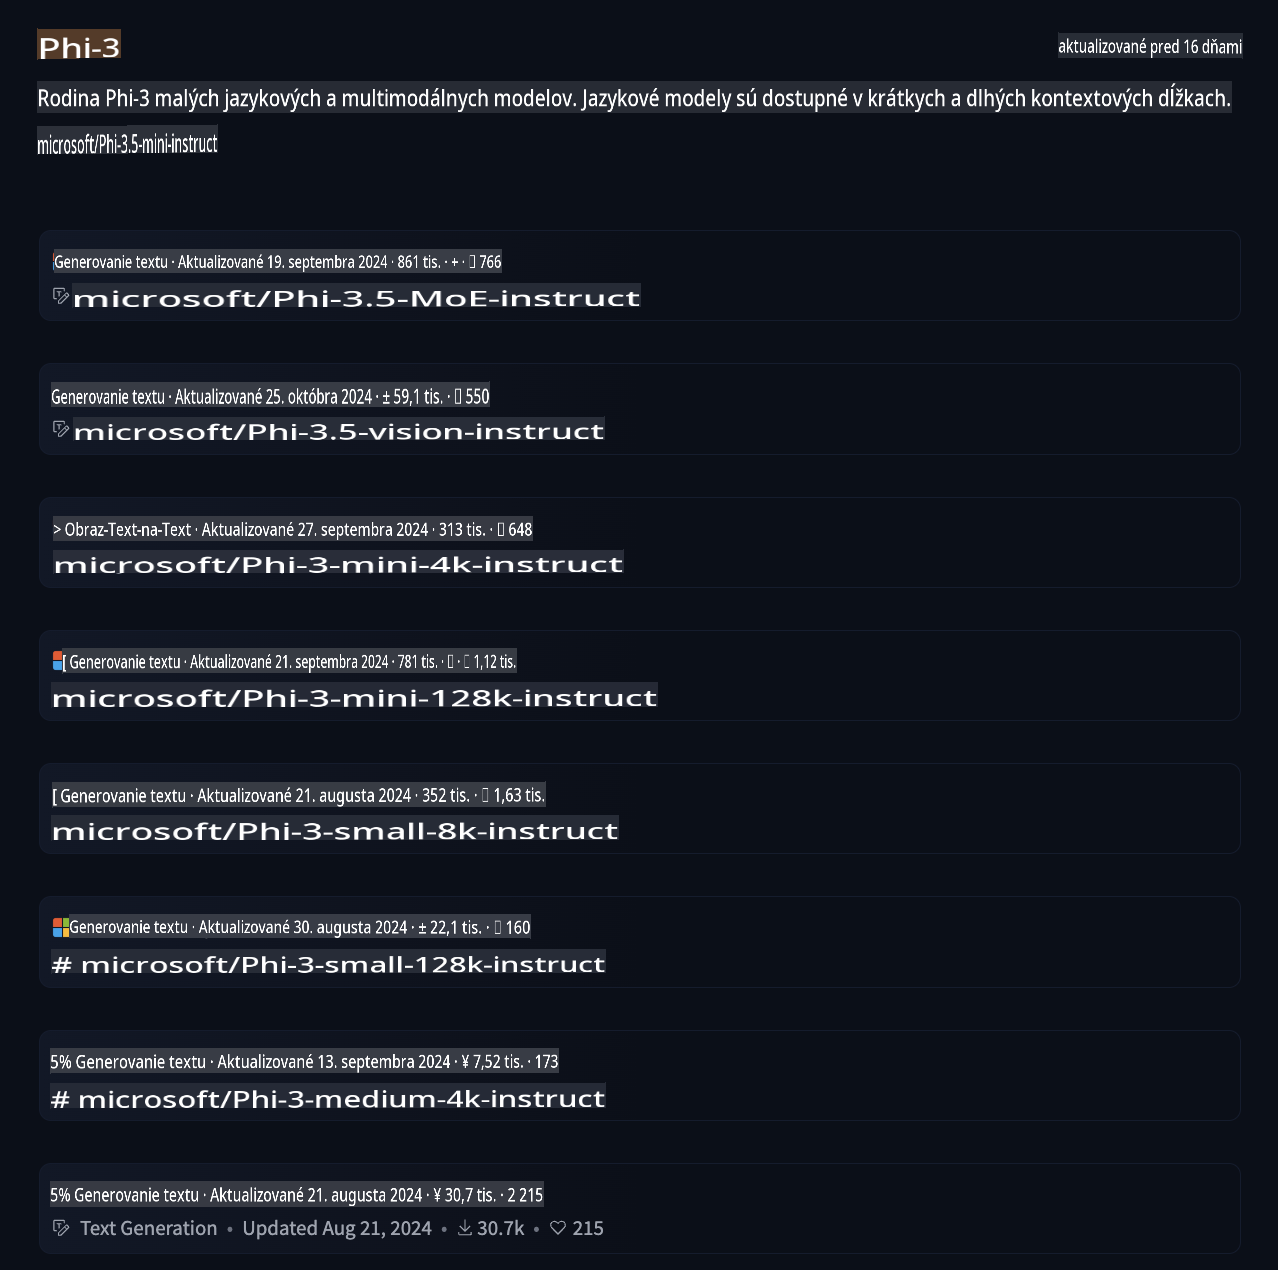 Phi-3
aktualizované pred 16 dňami
Rodina Phi-3 malých jazykových a multimodálnych modelov. Jazykové modely sú dostupné v krátkych a dlhých kontextových dĺžkach.
microsoft/Phi-3.5-mini-instruct
Generovanie textu · Aktualizované 19. septembra 2024 · 861 tis. · + · 766
microsoft/Phi-3.5-MoE-instruct
Generovanie textu · Aktualizované 25. októbra 2024 · ± 59,1 tis. · 550
microsoft/Phi-3.5-vision-instruct
> Obraz-Text-na-Text · Aktualizované 27. septembra 2024 · 313 tis. · 648
microsoft/Phi-3-mini-4k-instruct
[ Generovanie textu · Aktualizované 21. septembra 2024 · 781 tis. · · 1,12 tis.
microsoft/Phi-3-mini-128k-instruct
[ Generovanie textu · Aktualizované 21. augusta 2024 · 352 tis. · 1,63 tis.
microsoft/Phi-3-small-8k-instruct
Generovanie textu · Aktualizované 30. augusta 2024 · ± 22,1 tis. · 160
# microsoft/Phi-3-small-128k-instruct
5% Generovanie textu · Aktualizované 13. septembra 2024 · ¥ 7,52 tis. · 173
# microsoft/Phi-3-medium-4k-instruct
5% Generovanie textu · Aktualizované 21. augusta 2024 · ¥ 30,7 tis. · 2 215
Text Generation • Updated Aug 21, 2024 • 30.7k • 215